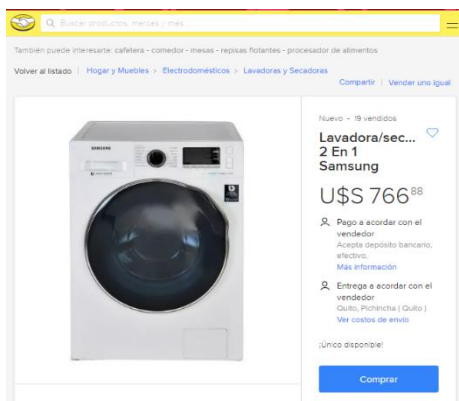 Buscar productos, marcas y más...
También puede interesarte: cafetera - comedor - mesas - repisas flotantes - procesador de alimentos
Volver al listado | Hogar y Muebles > Electrodomésticos > Lavadoras y Secadoras
Compartir | Vender uno igual
Nuevo - 19 vendidos
Lavadora/sec...
2 En 1
Samsung
U$S 766⁸⁸
Pago a acordar con el
vendedor
Acepta depósito bancario,
efectivo.
Más información
Entrega a acordar con el
vendedor
Quito, Pichincha ( Quito )
Ver costos de envío
¡Único disponible!
Comprar
SAMSUNG